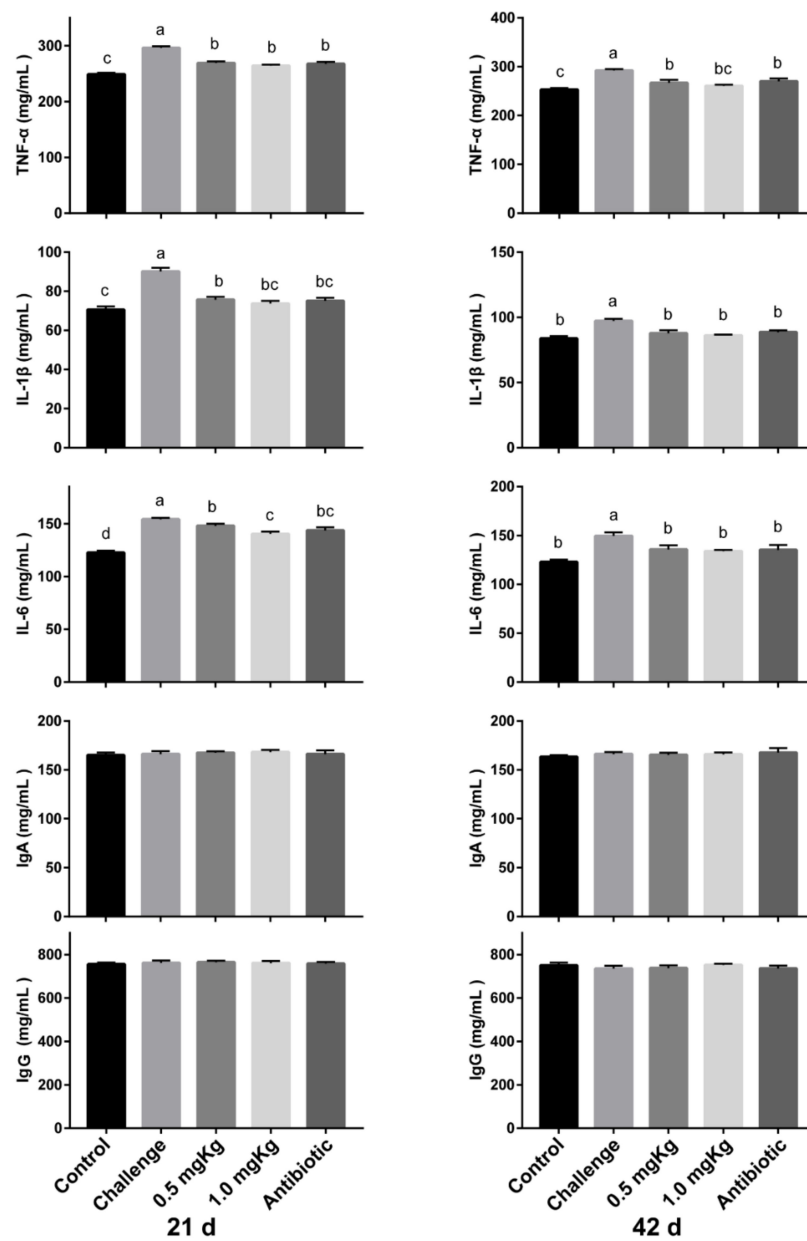 TNF-α (mg/mL)
300
200
100
0
c
a
b
b
b
TNF-α (mg/mL)
400
300
200
100
0
c
a
b
bc
b
IL-1β (mg/mL )
100
80
60
40
20
0
c
a
b
bc
bc
IL-1β (mg/mL )
150
100
50
0
b
a
b
b
b
IL-6 (mg/mL )
150
100
50
0
d
a
b
c
bc
IL-6 (mg/mL )
200
150
100
50
0
b
a
b
b
b
IgA (mg/mL )
200
150
100
50
0
IgA (mg/mL )
200
150
100
50
0
IgG (mg/mL )
800
600
400
200
0
IgG (mg/mL )
800
600
400
200
0
Control
Challenge
0.5 mgKg
1.0 mgKg
Antibiotic
21 d
Control
Challenge
0.5 mgKg
1.0 mgKg
Antibiotic
42 d